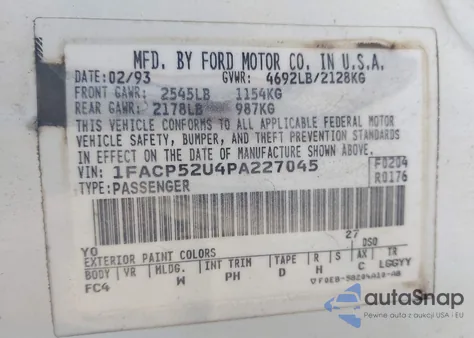 MFD. BY FORD MOTOR CO. IN U.S.A.
DATE: 02/93 GVWR: 4692LB/2128KG
FRONT GAWR: 2545LB 1154KG
REAR GAWR: 2178LB 987KG
THIS VEHICLE CONFORMS TO ALL APPLICABLE FEDERAL MOTOR
VEHICLE SAFETY, BUMPER, AND THEFT PREVENTION STANDARDS
IN EFFECT ON THE DATE OF MANUFACTURE SHOWN ABOVE.
VIN: 1FACP52U4PA227045 F0204
TYPE: PASSENGER R0176
YO 27 DSO
EXTERIOR PAINT COLORS
BODY VR MLDG. INT TRIM TAPE R S AX TR
FC4 W PH D H C LGGYY
autoSnap
Pewne auto z